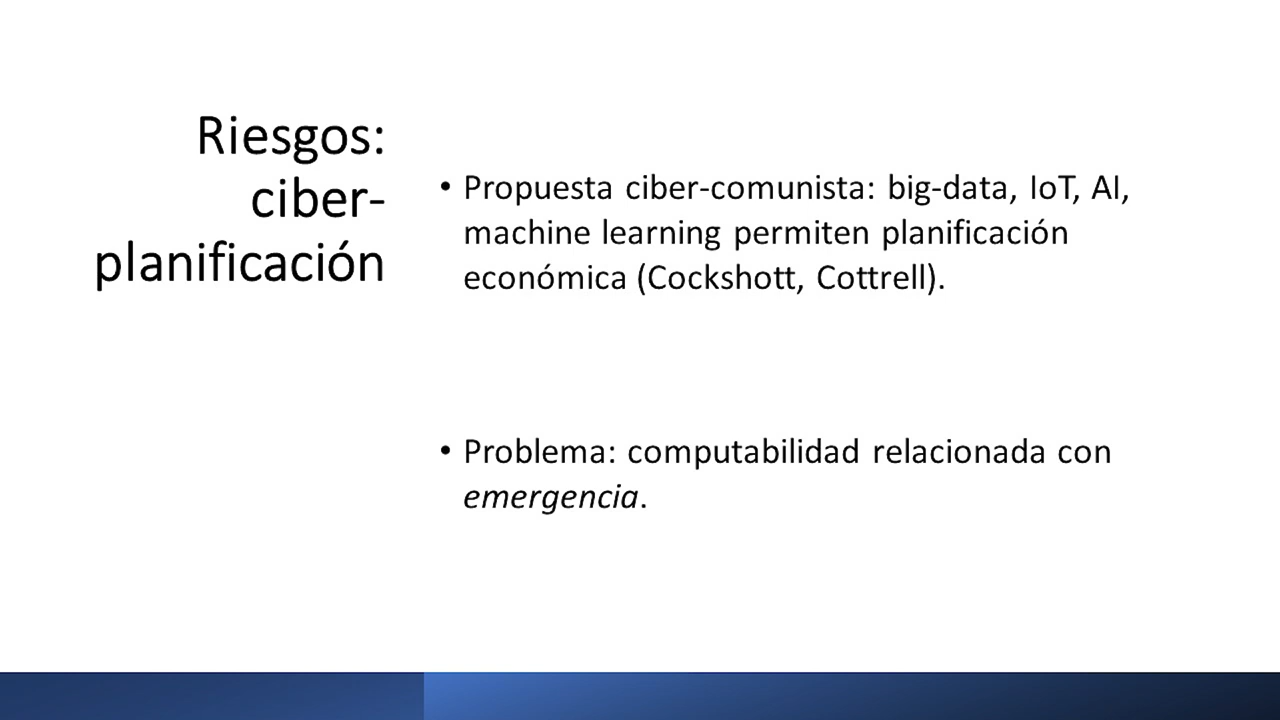 Riesgos:
ciber-
planificación
• Propuesta ciber-comunista: big-data, IoT, AI,
machine learning permiten planificación
económica (Cockshott, Cottrell).
• Problema: computabilidad relacionada con
emergencia.